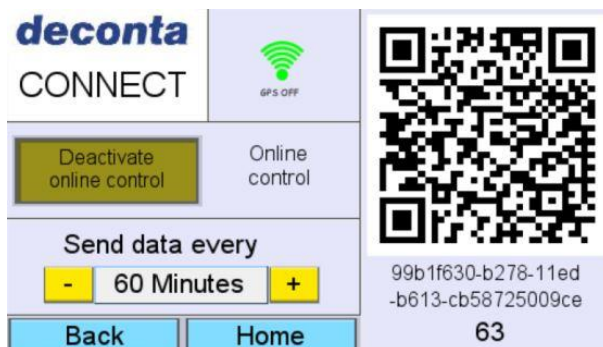 deconta
CONNECT
GPS OFF
Deactivate
online control
Online
control
Send data every
-
60 Minutes
+
Back
Home
99b1f630-b278-11ed
-b613-cb58725009ce
63